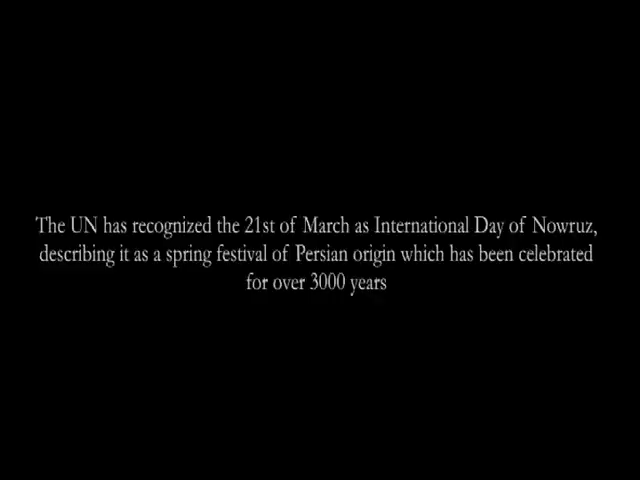 The UN has recognized the 21st of March as International Day of Nowruz,
describing it as a spring festival of Persian origin which has been celebrated
for over 3000 years